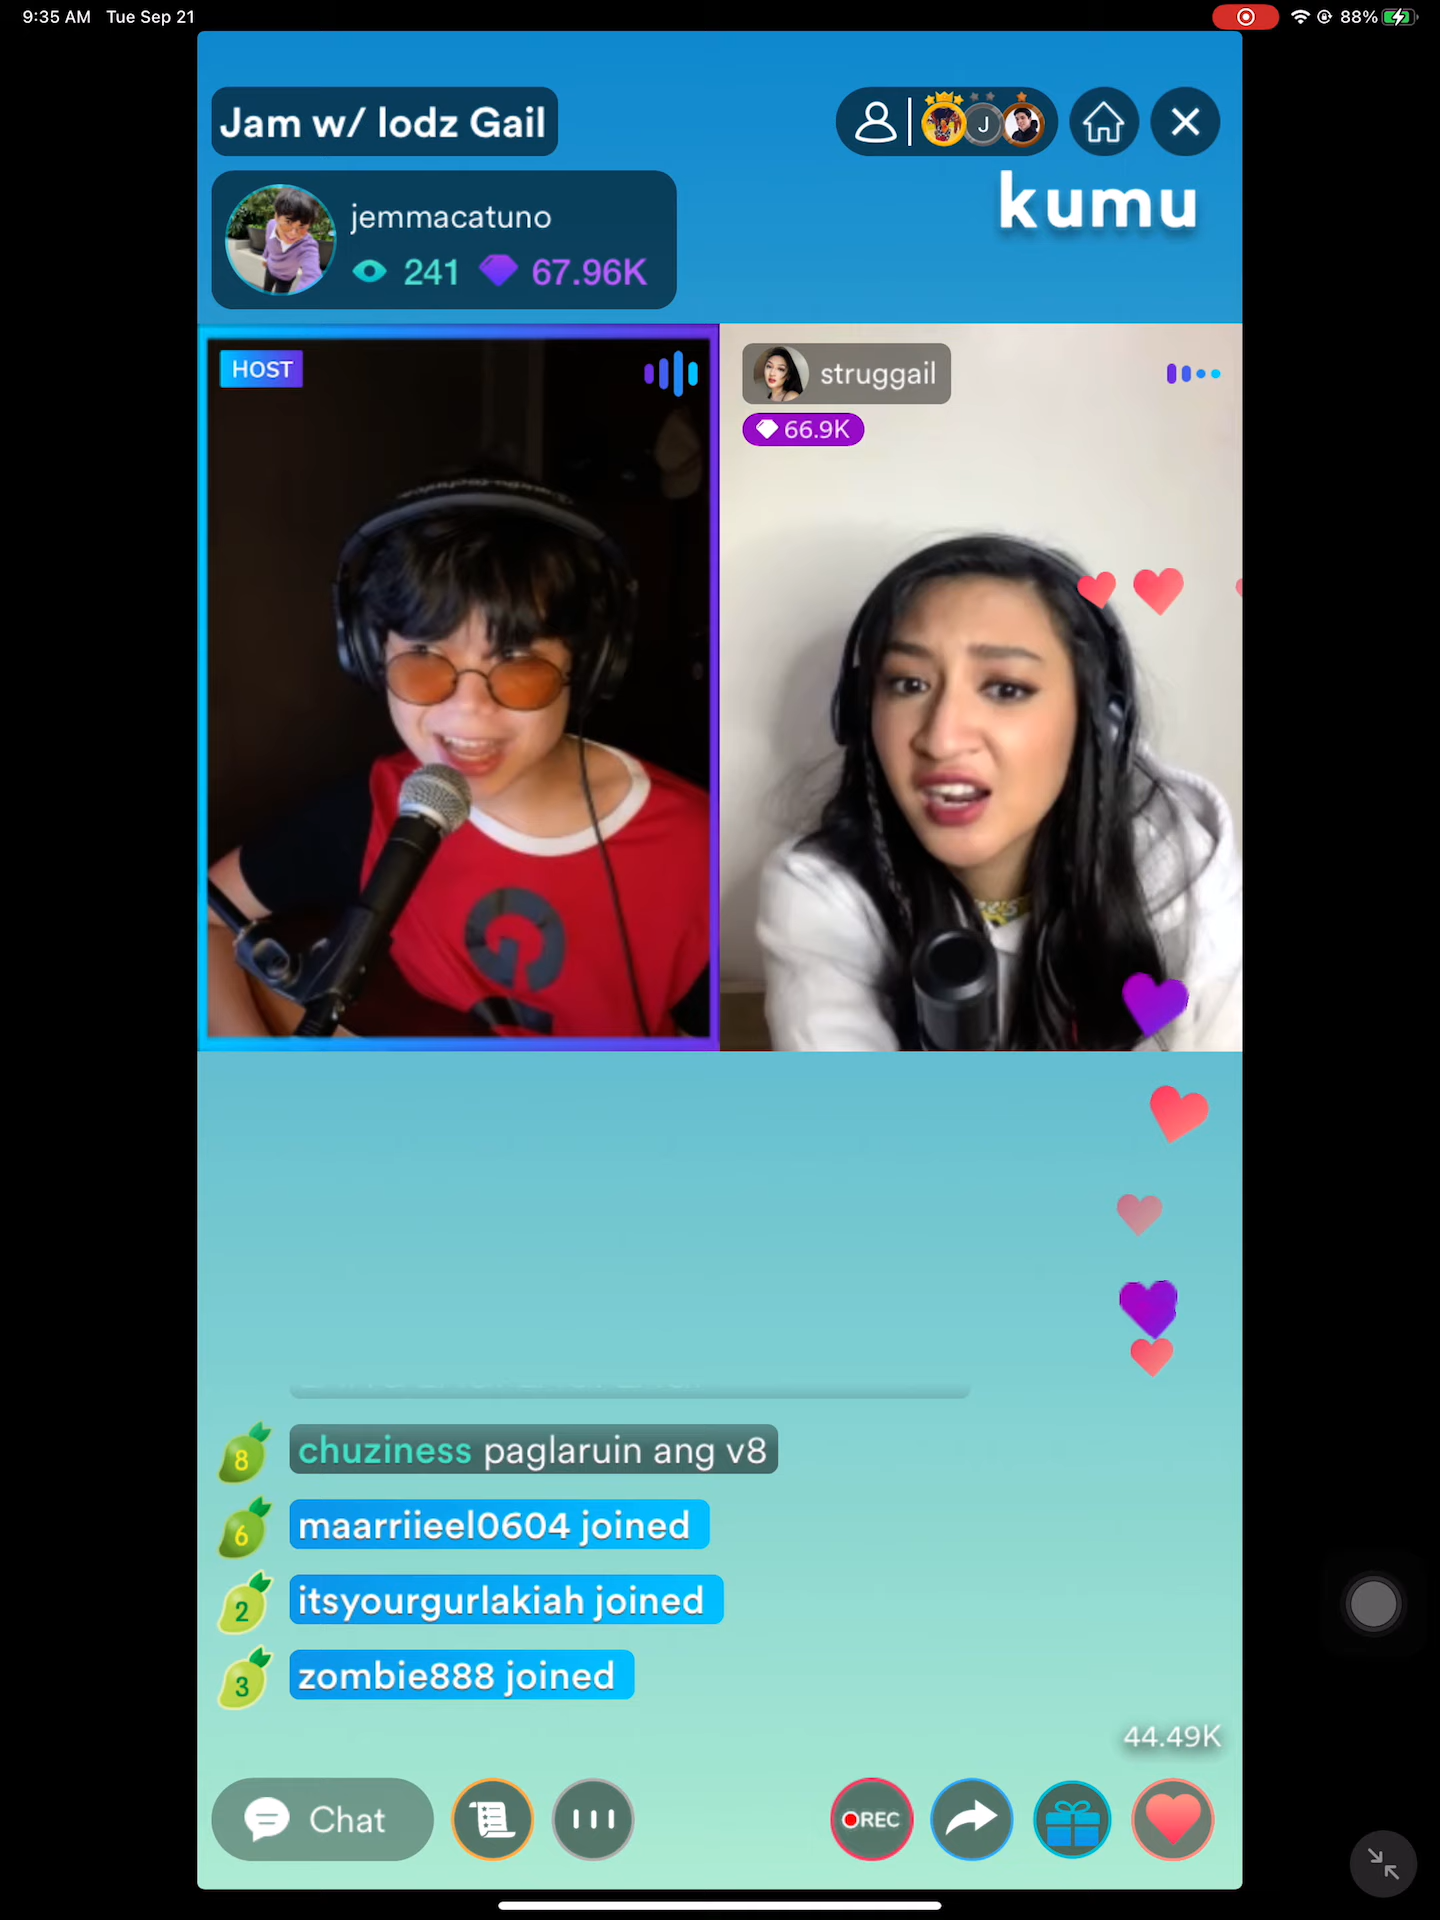 9:35 AM Tue Sep 21
88%
Jam w/ lodz Gail
J
kumu
jemmacatuno
241 67.96K
HOST
struggail
66.9K
8 chuziness paglaruin ang v8
6 maarriieel0604 joined
2 itsyourgurlakiah joined
3 zombie888 joined
44.49K
Chat
REC